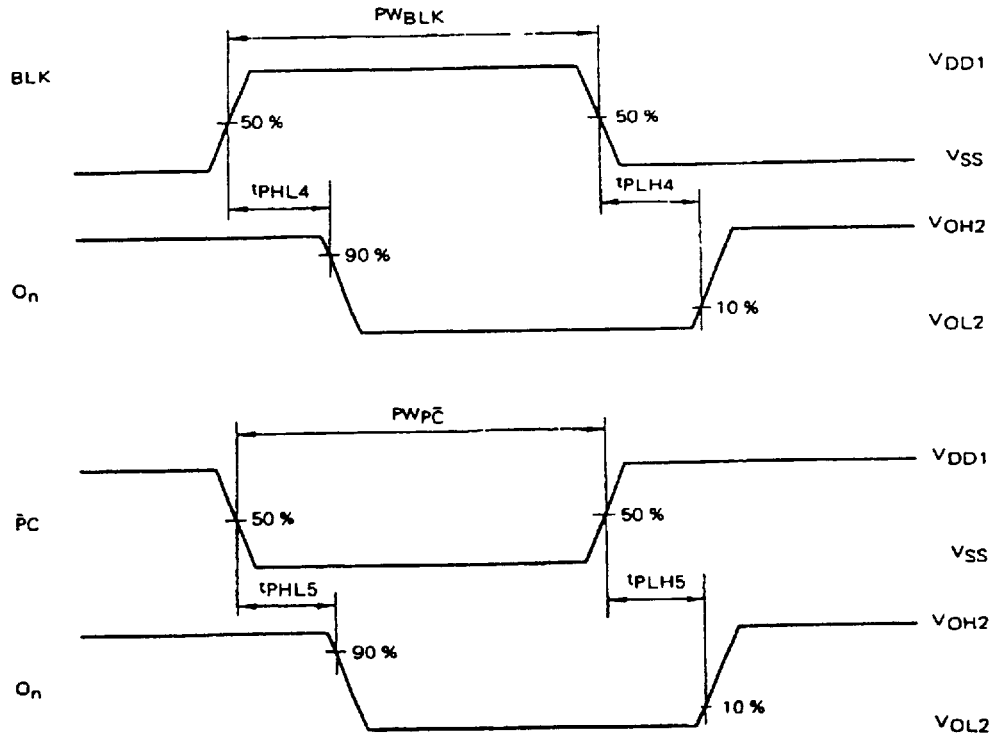 PWBLK
BLK
VDD1
50 %
50 %
VSS
tPHL4
tPLH4
VOH2
90 %
On
10 %
VOL2
PWPC̄
VDD1
P̄C
50 %
50 %
VSS
tPHL5
tPLH5
VOH2
90 %
On
10 %
VOL2